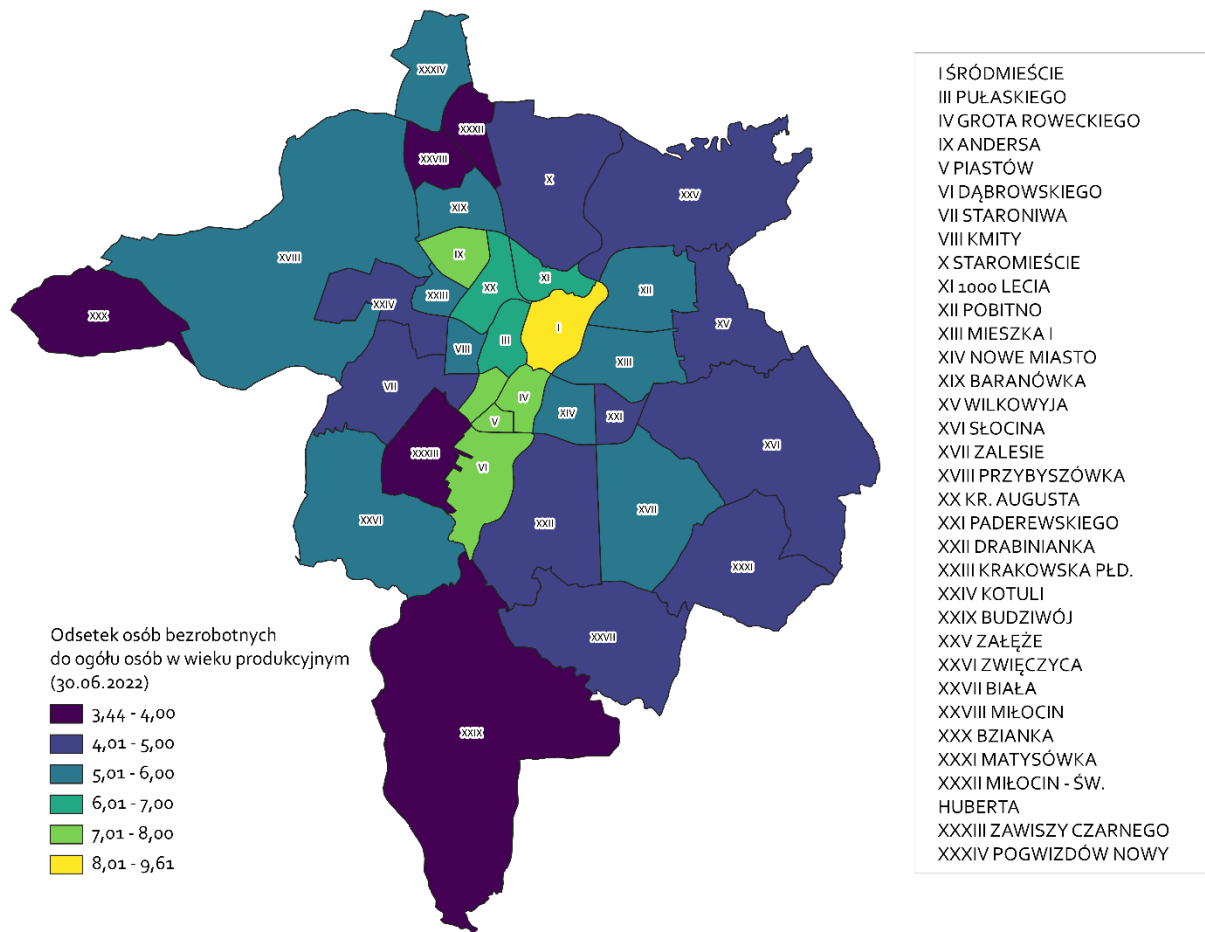 XXXIV
XXXII
XXVIII
X
XXV
XIX
XVIII
IX
XI
XX
XII
XXIII
XXIV
XXX
I
XV
III
VIII
XIII
VII
IV
XIV
XXI
V
XVI
XXXIII
VI
XXVI
XXII
XVII
XXXI
XXVII
XXIX
Odsetek osób bezrobotnych
do ogółu osób w wieku produkcyjnym
(30.06.2022)
3,44 - 4,00
4,01 - 5,00
5,01 - 6,00
6,01 - 7,00
7,01 - 8,00
8,01 - 9,61
I ŚRÓDMIEŚCIE
III PUŁASKIEGO
IV GROTA ROWECKIEGO
IX ANDERSA
V PIASTÓW
VI DĄBROWSKIEGO
VII STARONIWA
VIII KMITY
X STAROMIEŚCIE
XI 1000 LECIA
XII POBITNO
XIII MIESZKA I
XIV NOWE MIASTO
XIX BARANÓWKA
XV WILKOWYJA
XVI SŁOCINA
XVII ZALESIE
XVIII PRZYBYSZÓWKA
XX KR. AUGUSTA
XXI PADEREWSKIEGO
XXII DRABINIANKA
XXIII KRAKOWSKA PŁD.
XXIV KOTULI
XXIX BUDZIWÓJ
XXV ZAŁĘŻE
XXVI ZWIĘCZYCA
XXVII BIAŁA
XXVIII MIŁOCIN
XXX BZIANKA
XXXI MATYSÓWKA
XXXII MIŁOCIN - ŚW.
HUBERTA
XXXIII ZAWISZY CZARNEGO
XXXIV POGWIZDÓW NOWY